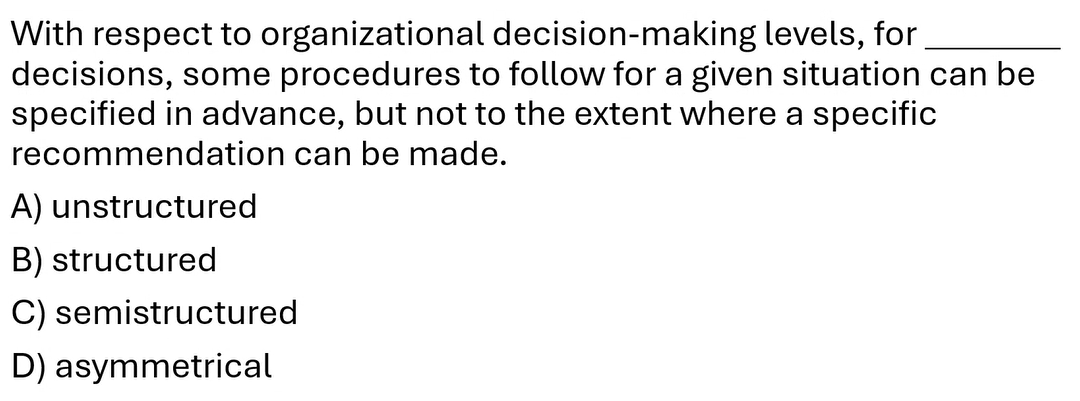 With respect to organizational decision-making levels, for ________
decisions, some procedures to follow for a given situation can be
specified in advance, but not to the extent where a specific
recommendation can be made.
A) unstructured
B) structured
C) semistructured
D) asymmetrical